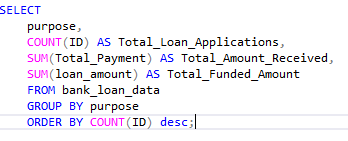 SELECT
purpose,
COUNT(ID) AS Total_Loan_Applications,
SUM(Total_Payment) AS Total_Amount_Received,
SUM(loan_amount) AS Total_Funded_Amount
FROM bank_loan_data
GROUP BY purpose
ORDER BY COUNT(ID) desc;